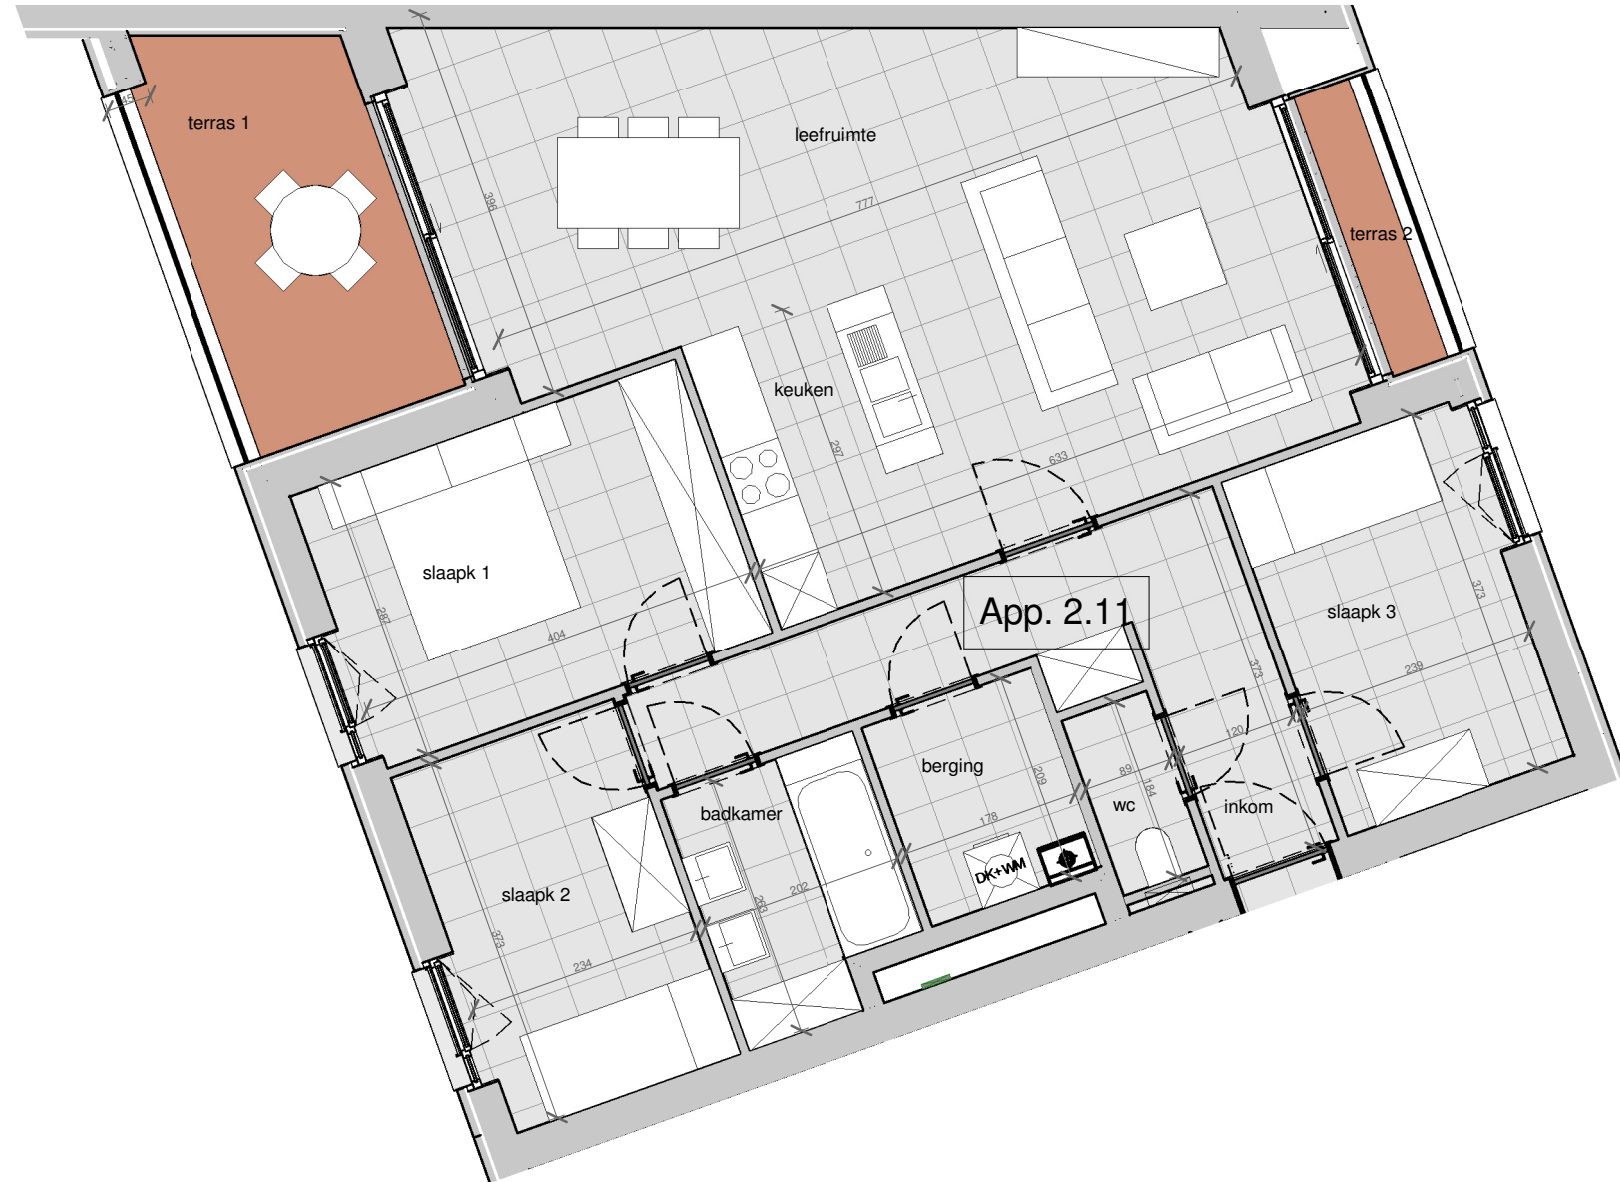 terras 1
45
leefruimte
396
777
terras 2
keuken
297
633
slaapk 1
287
404
App. 2.11
slaapk 3
373
239
373
120
berging
209
178
DK+WM
89
184
wc
inkom
badkamer
202
263
slaapk 2
373
234